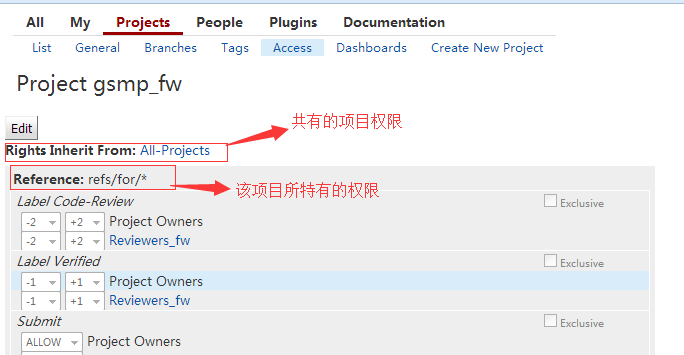 All My Projects People Plugins Documentation
List General Branches Tags Access Dashboards Create New Project
Project gsmp_fw
共有的项目权限
Edit
Rights Inherit From: All-Projects
Reference: refs/for/*
该项目所特有的权限
Label Code-Review Exclusive
-2 +2 Project Owners
-2 +2 Reviewers_fw
Label Verified Exclusive
-1 +1 Project Owners
-1 +1 Reviewers_fw
Submit Exclusive
ALLOW Project Owners